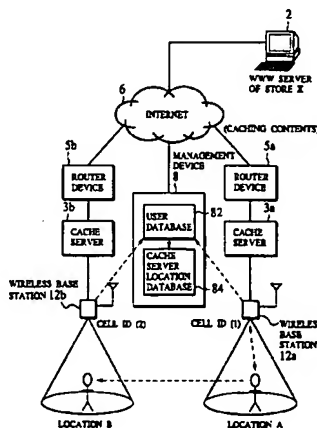 2
WWW SERVER
OF STORE X
6
INTERNET
(CACHING CONTENTS)
5b
ROUTER
DEVICE
MANAGEMENT
DEVICE
8
5a
ROUTER
DEVICE
3b
CACHE
SERVER
USER
DATABASE
82
3a
CACHE
SERVER
CACHE
SERVER
LOCATION
DATABASE
84
WIRELESS BASE
STATION 12b
CELL ID (2)
CELL ID (1)
WIRELESS
BASE
STATION
12a
LOCATION B
LOCATION A